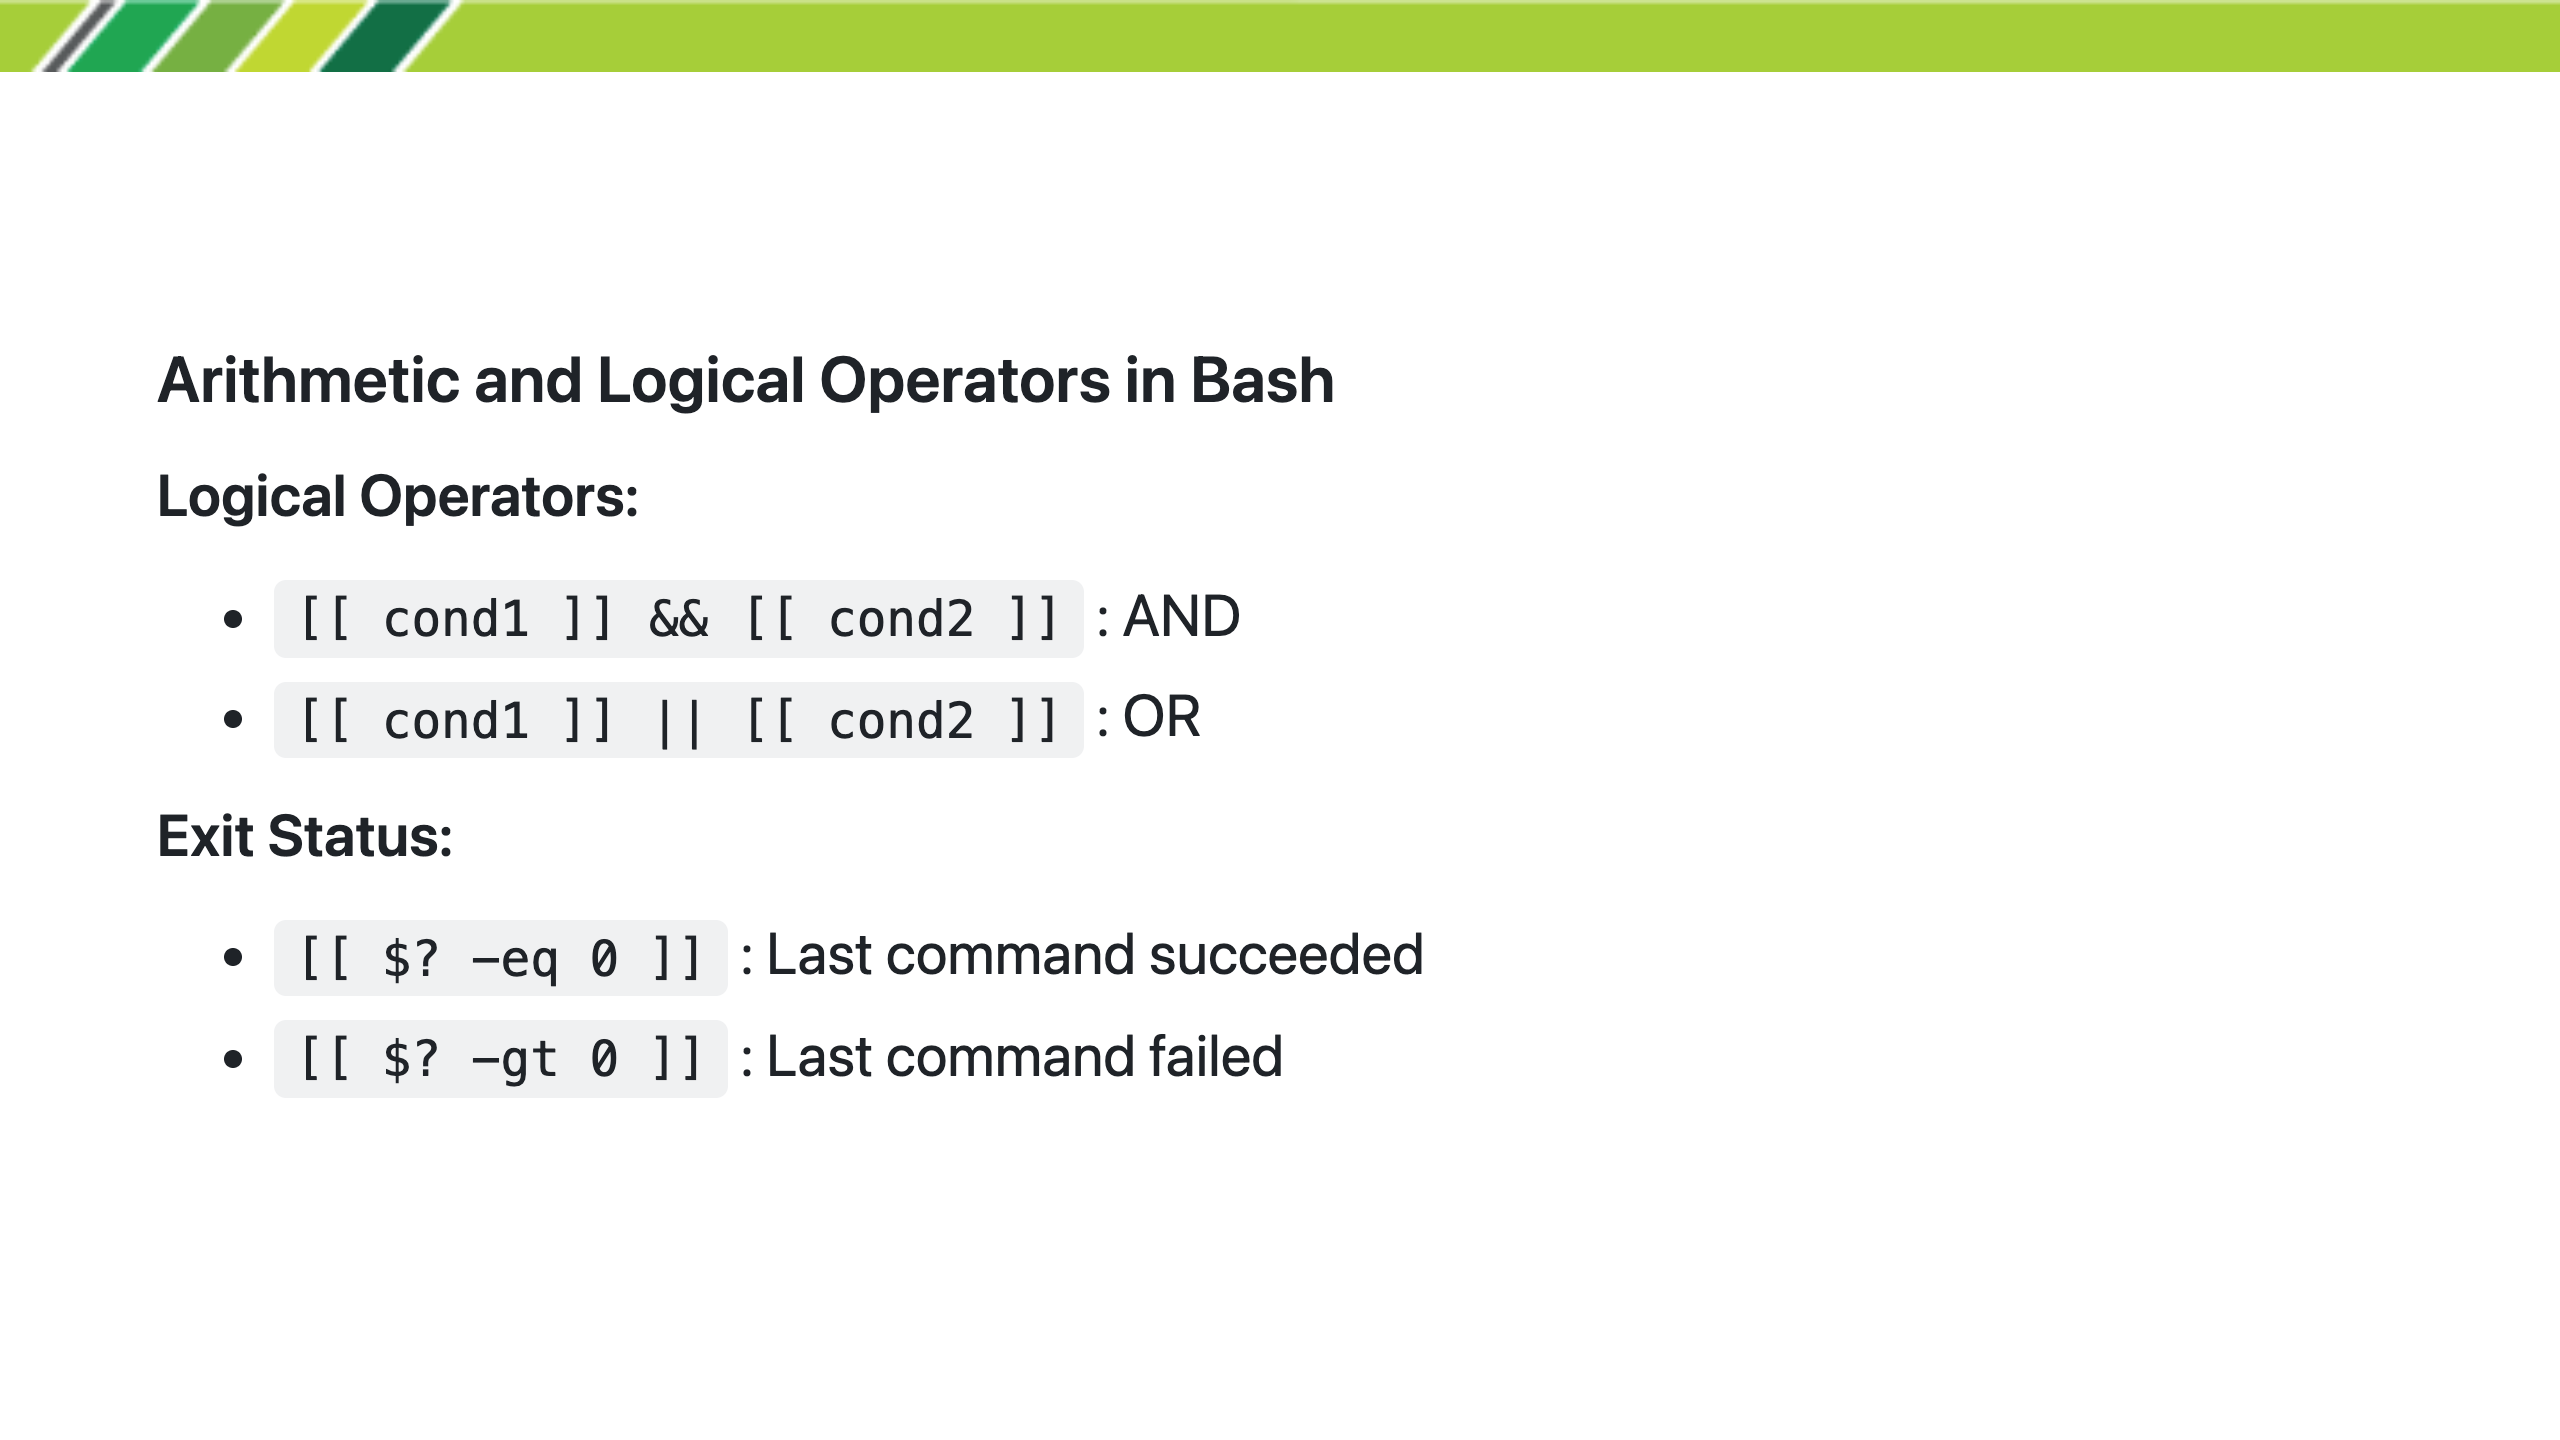 Arithmetic and Logical Operators in Bash
Logical Operators:
• [[ cond1 ]] && [[ cond2 ]] : AND
• [[ cond1 ]] || [[ cond2 ]] : OR
Exit Status:
• [[ $? -eq 0 ]] : Last command succeeded
• [[ $? -gt 0 ]] : Last command failed